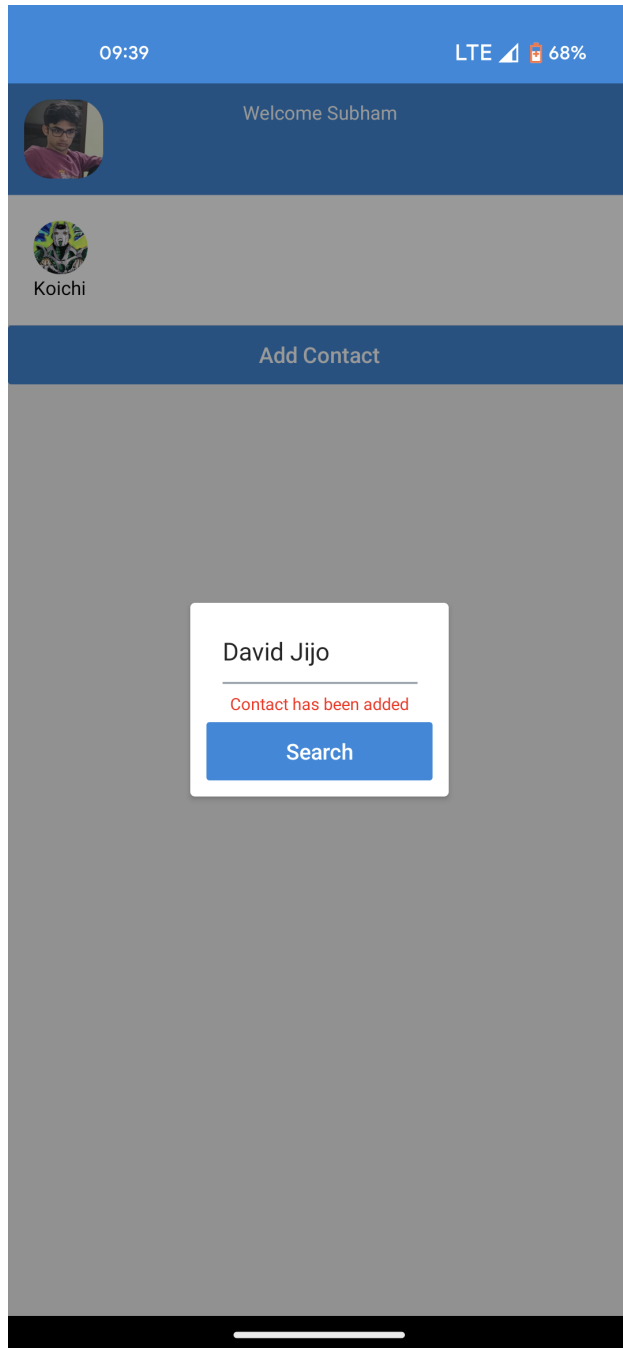 09:39
LTE 68%
Welcome Subham
Koichi
Add Contact
David Jijo
Contact has been added
Search